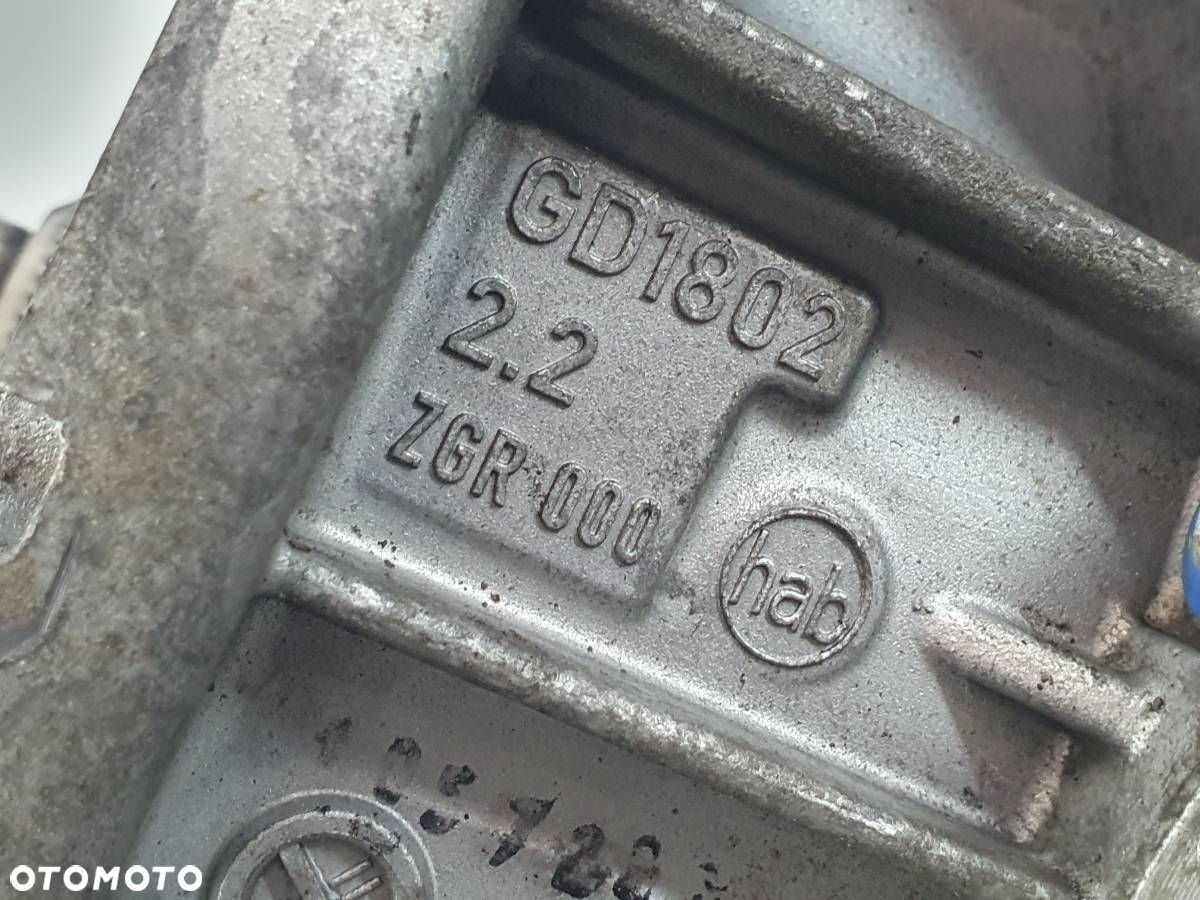 GD1802
2.2
ZGR 000
hab
OTOMOTO